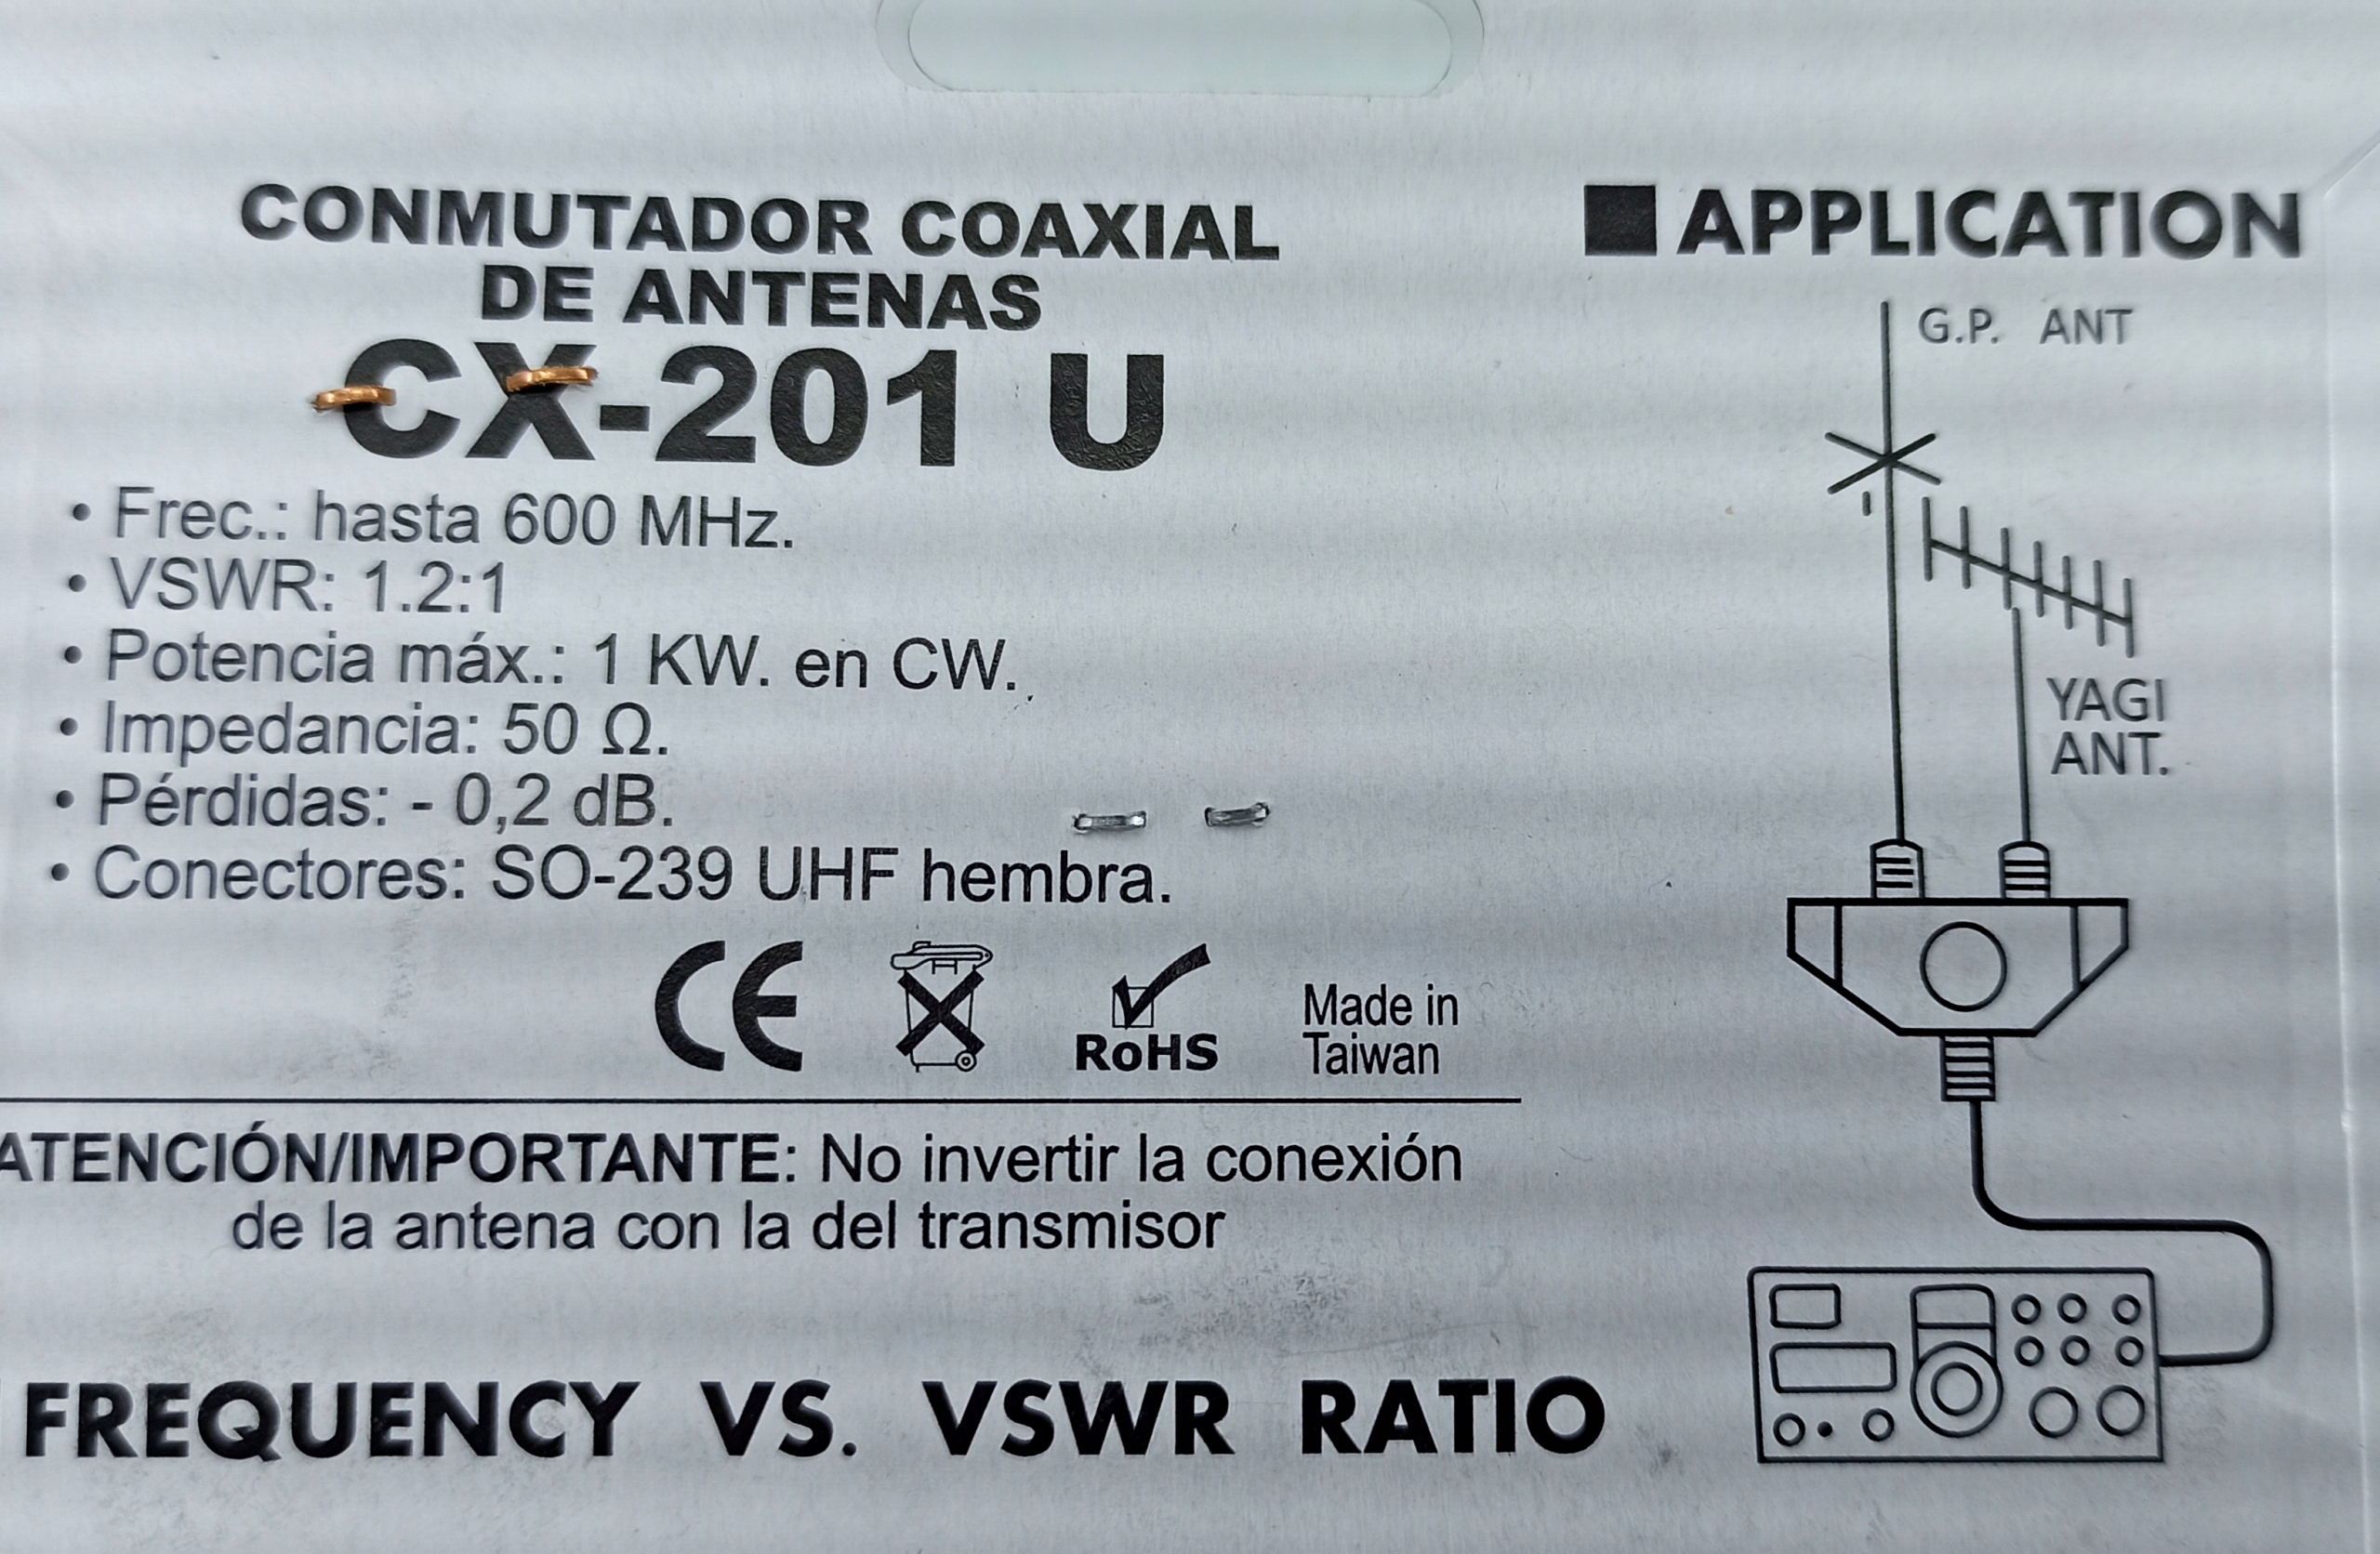 CONMUTADOR COAXIAL
DE ANTENAS
CX-201 U
• Frec.: hasta 600 MHz.
• VSWR: 1.2:1
• Potencia máx.: 1 KW. en CW.
• Impedancia: 50 Ω.
• Pérdidas: - 0,2 dB.
• Conectores: SO-239 UHF hembra.
CE
RoHS
Made in
Taiwan
ATENCIÓN/IMPORTANTE: No invertir la conexión
de la antena con la del transmisor
FREQUENCY VS. VSWR RATIO
■ APPLICATION
G.P. ANT
YAGI
ANT.